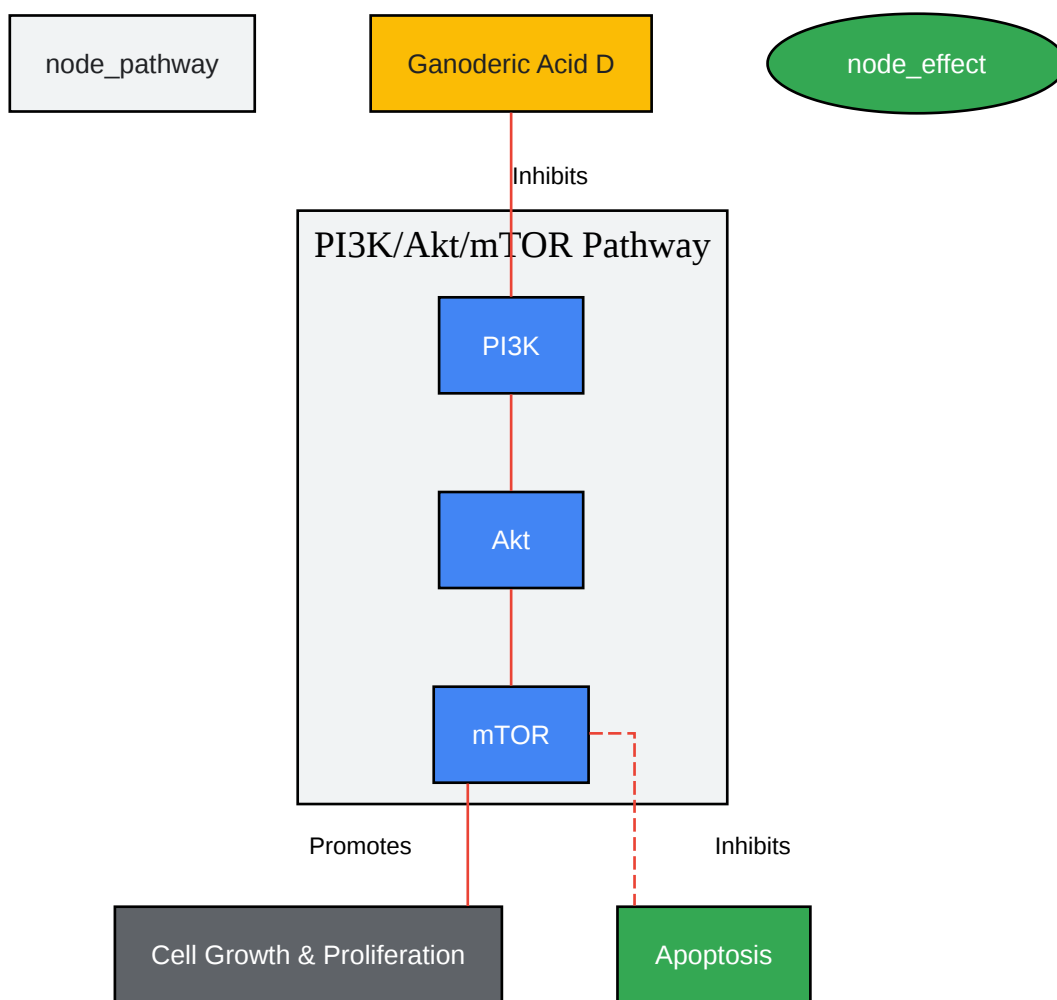 node_pathway
Ganoderic Acid D
node_effect
Inhibits
PI3K/Akt/mTOR Pathway
PI3K
Akt
mTOR
Promotes
Inhibits
Cell Growth & Proliferation
Apoptosis